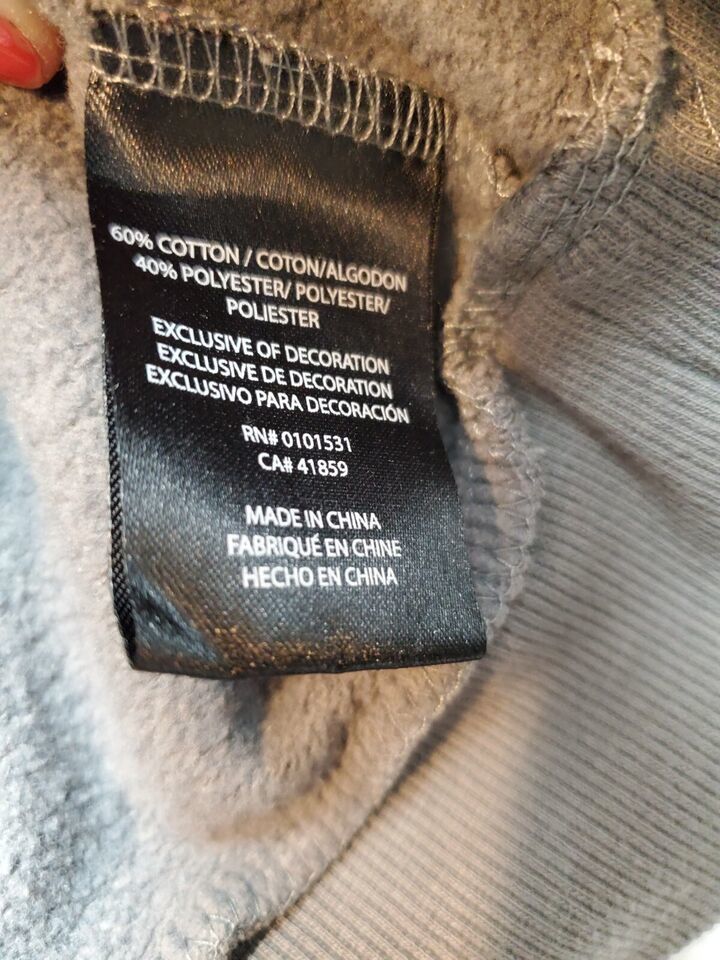 60% COTTON / COTON/ALGODON
40% POLYESTER/ POLYESTER/
POLIESTER
EXCLUSIVE OF DECORATION
EXCLUSIVE DE DECORATION
EXCLUSIVO PARA DECORACIÓN
RN# 0101531
CA# 41859
MADE IN CHINA
FABRIQUÉ EN CHINE
HECHO EN CHINA